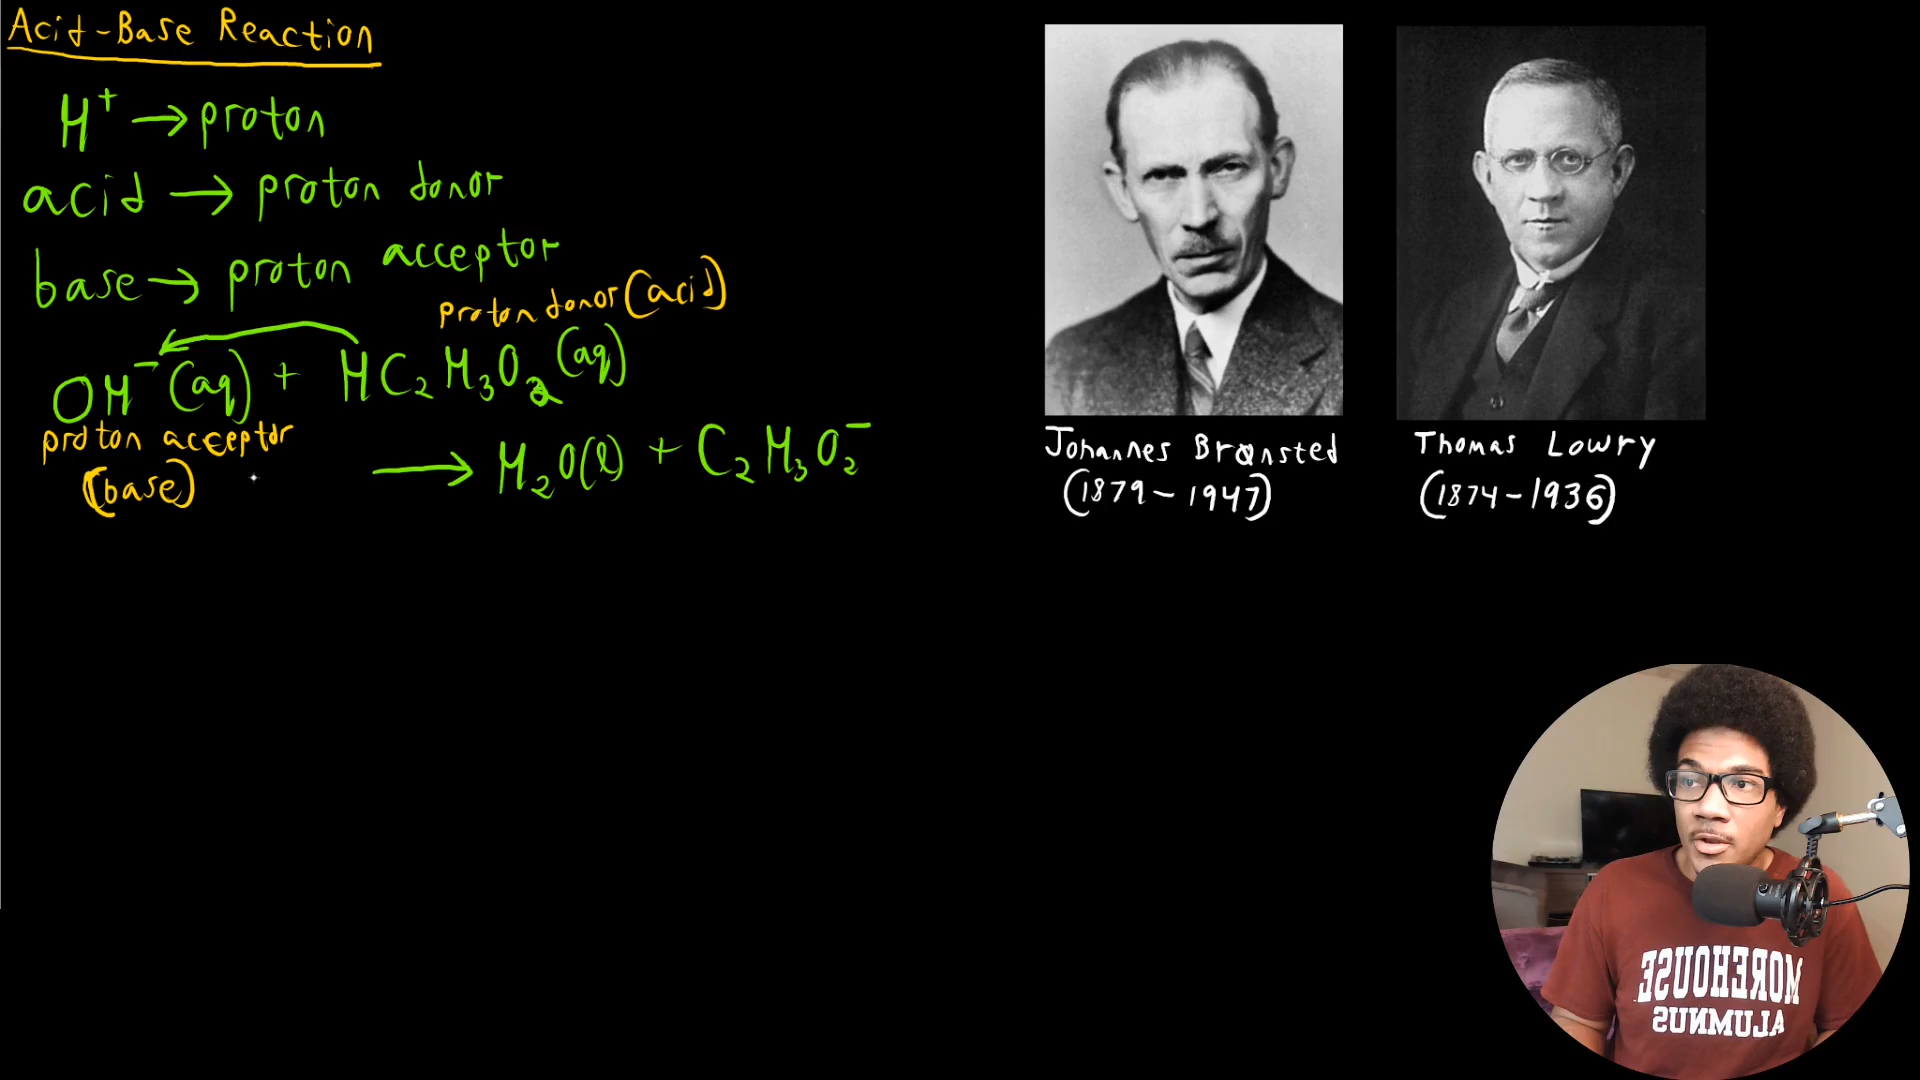 Acid-Base Reaction
H⁺ → proton
acid → proton donor
base → proton acceptor
proton donor (acid)
OH⁻(aq) + HC₂H₃O₂(aq)
proton acceptor
(base)
→ H₂O(l) + C₂H₃O₂⁻
Johannes Brønsted
(1879-1947)
Thomas Lowry
(1874-1936)
MOREHOUSE
ALUMNUS